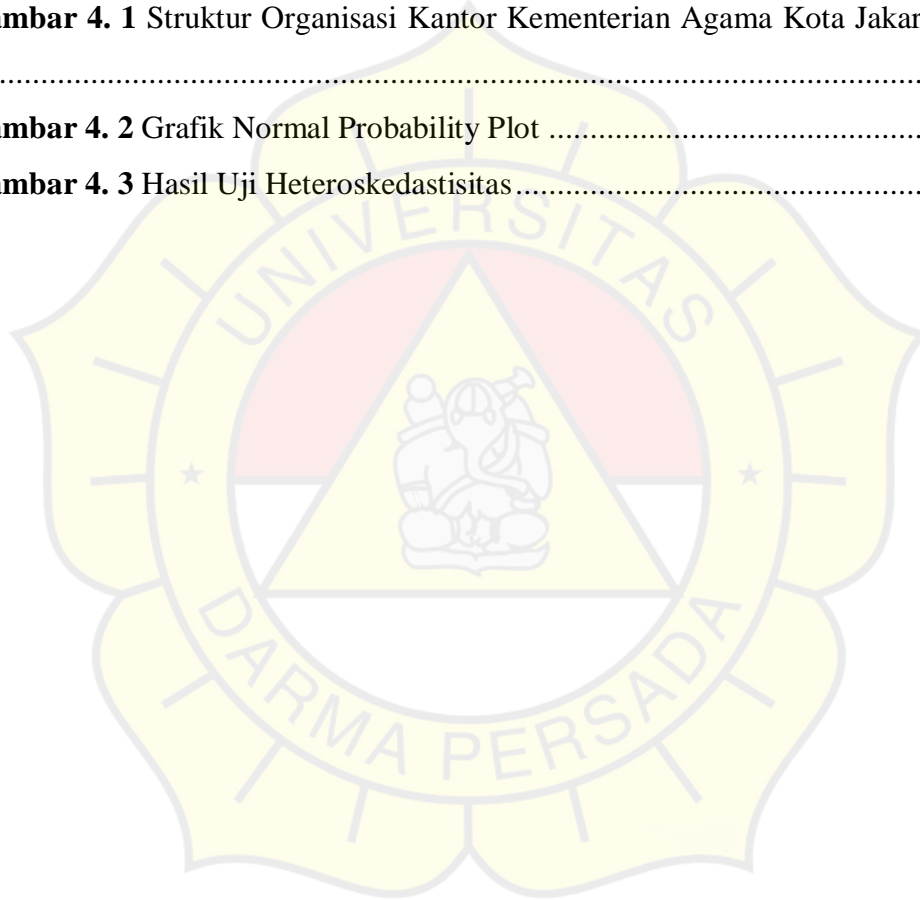 ambar 4. 1 Struktur Organisasi Kantor Kementerian Agama Kota Jakar
................................................................................................................
ambar 4. 2 Grafik Normal Probability Plot .............................................
ambar 4. 3 Hasil Uji Heteroskedastisitas.................................................
UNIVERSITAS
DARMA PERSADA